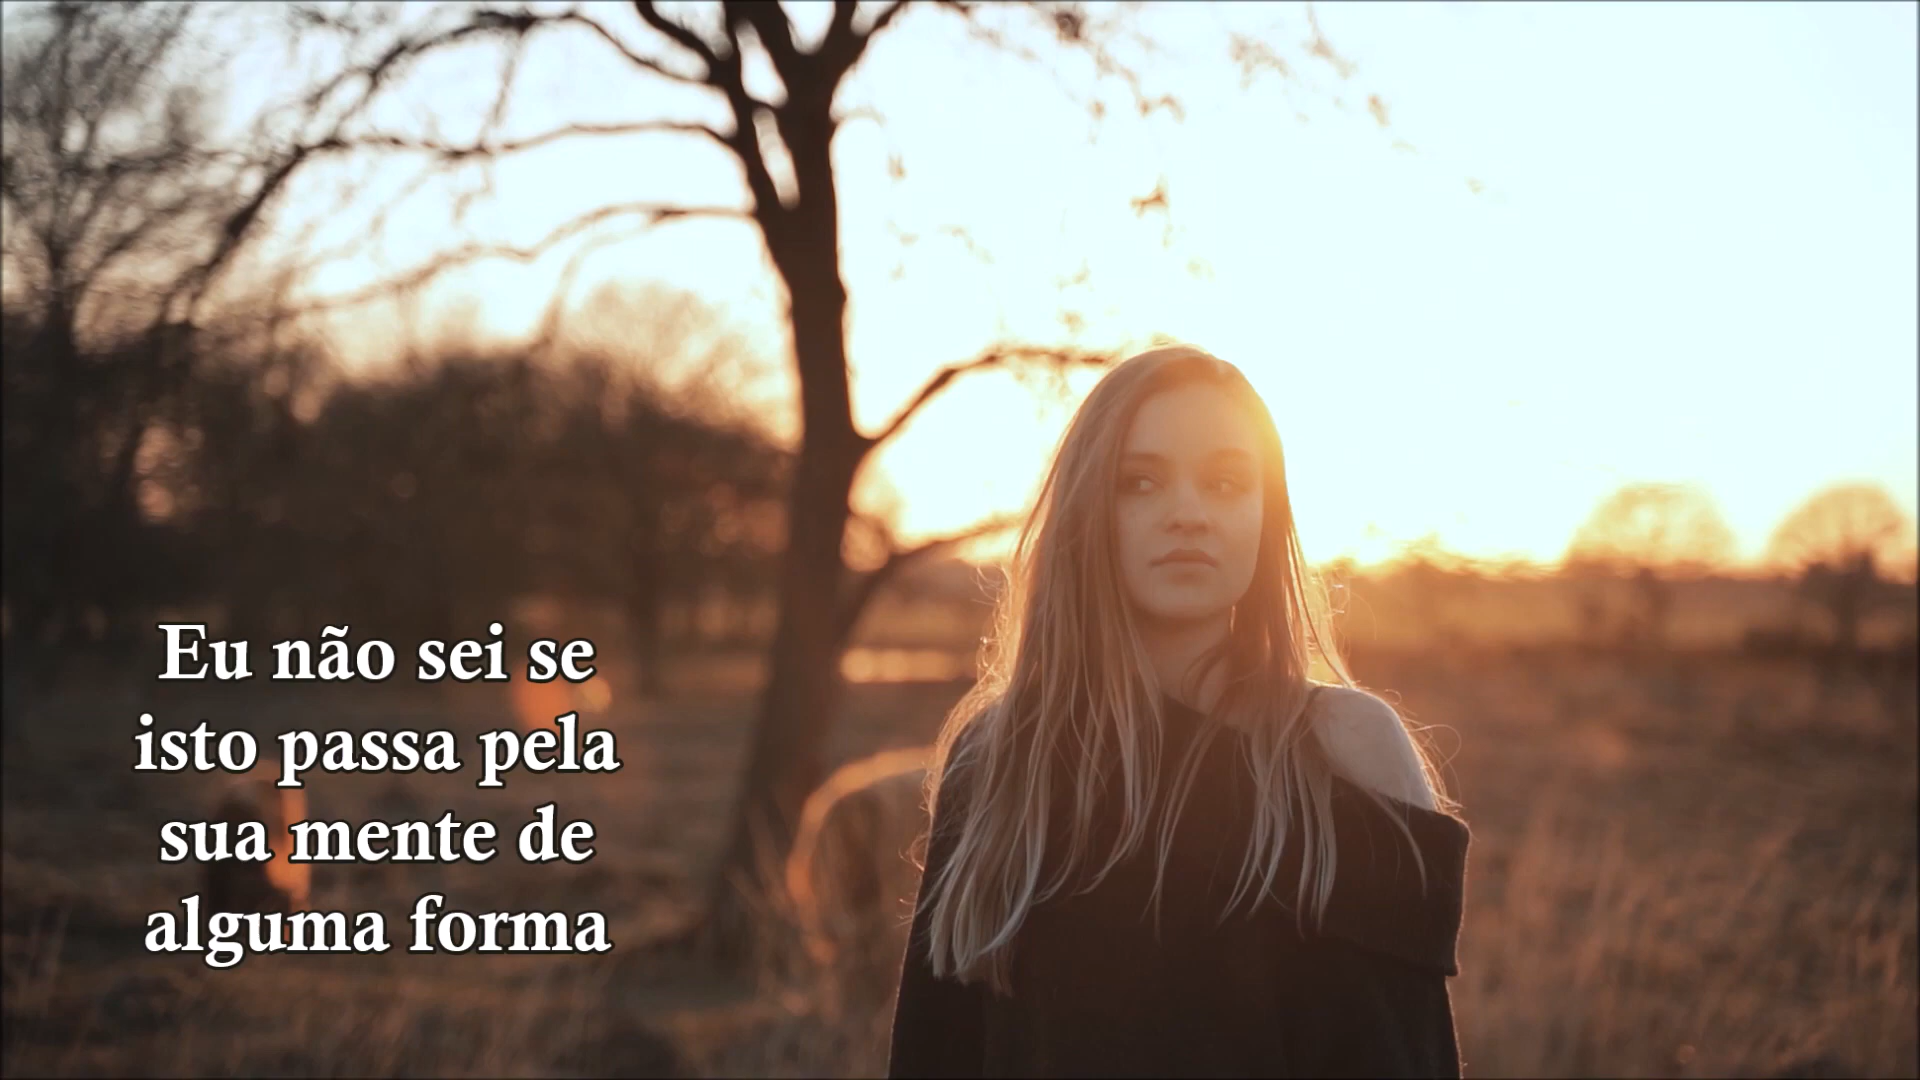 Eu não sei se
isto passa pela
sua mente de
alguma forma